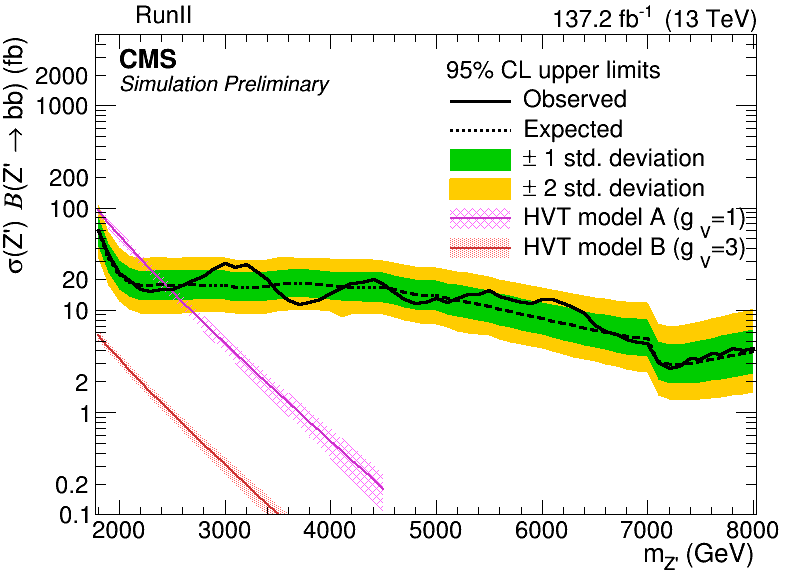 RunII
137.2 fb-1 (13 TeV)
CMS
Simulation Preliminary
95% CL upper limits
Observed
Expected
± 1 std. deviation
± 2 std. deviation
HVT model A (g_v=1)
HVT model B (g_v=3)
σ(Z') B(Z' → bb) (fb)
2000
1000
200
100
20
10
2
1
0.2
0.1
2000 3000 4000 5000 6000 7000 8000
m_Z' (GeV)